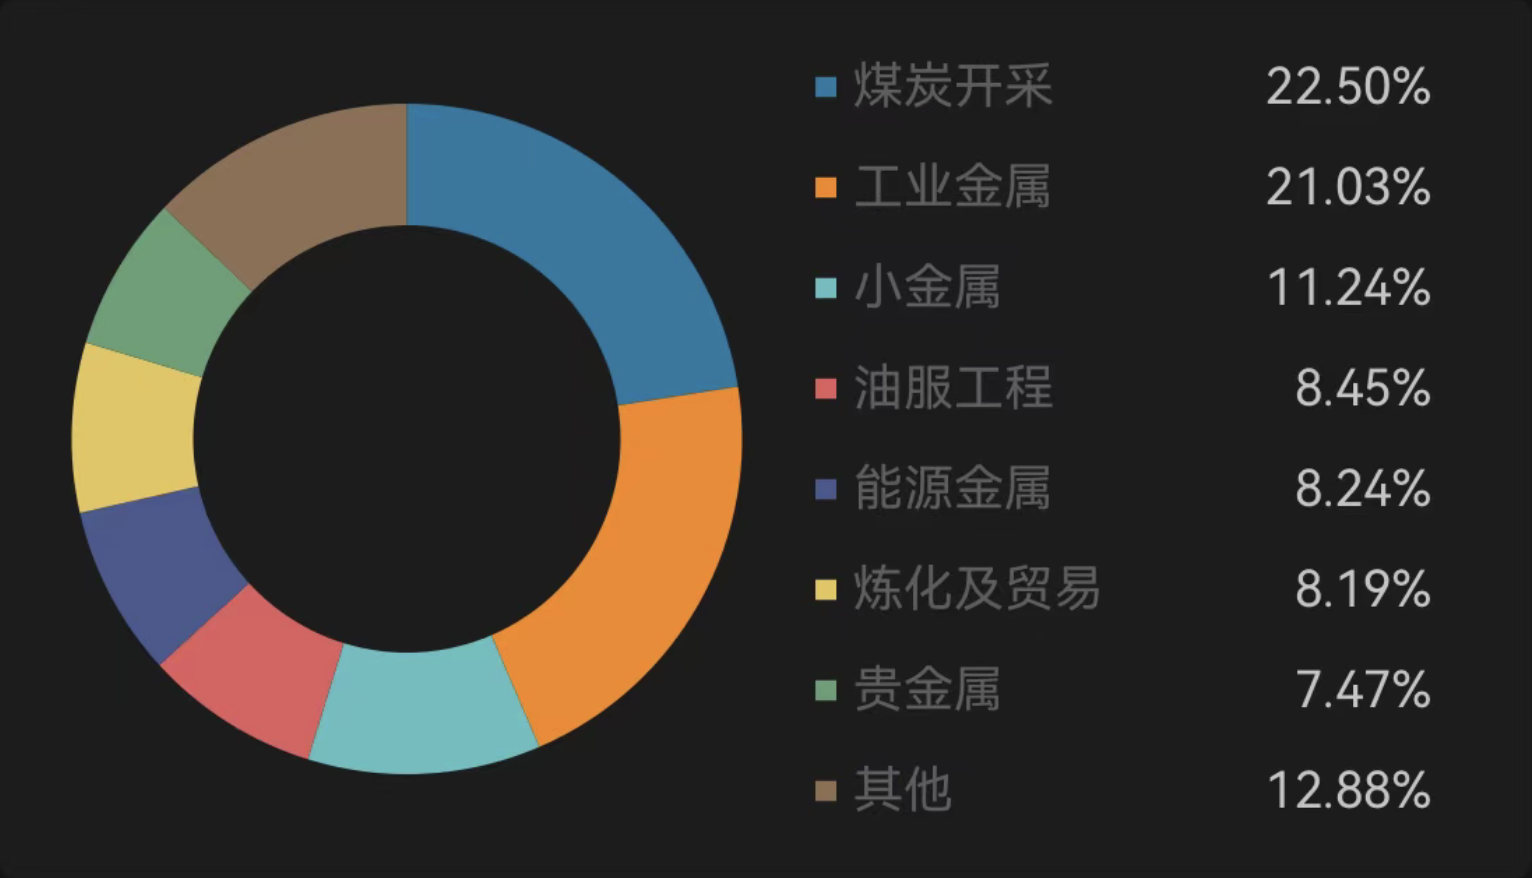 煤炭开采 22.50%
工业金属 21.03%
小金属 11.24%
油服工程 8.45%
能源金属 8.24%
炼化及贸易 8.19%
贵金属 7.47%
其他 12.88%